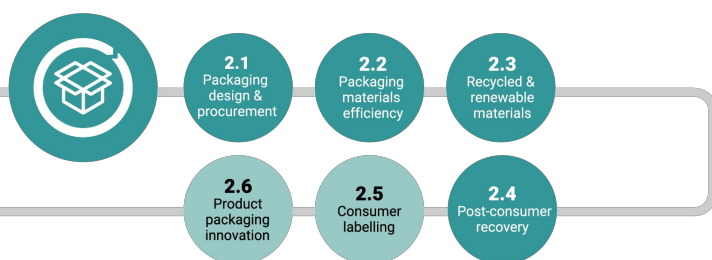 2.1
Packaging
design &
procurement
2.2
Packaging
materials
efficiency
2.3
Recycled &
renewable
materials
2.6
Product
packaging
innovation
2.5
Consumer
labelling
2.4
Post-consumer
recovery